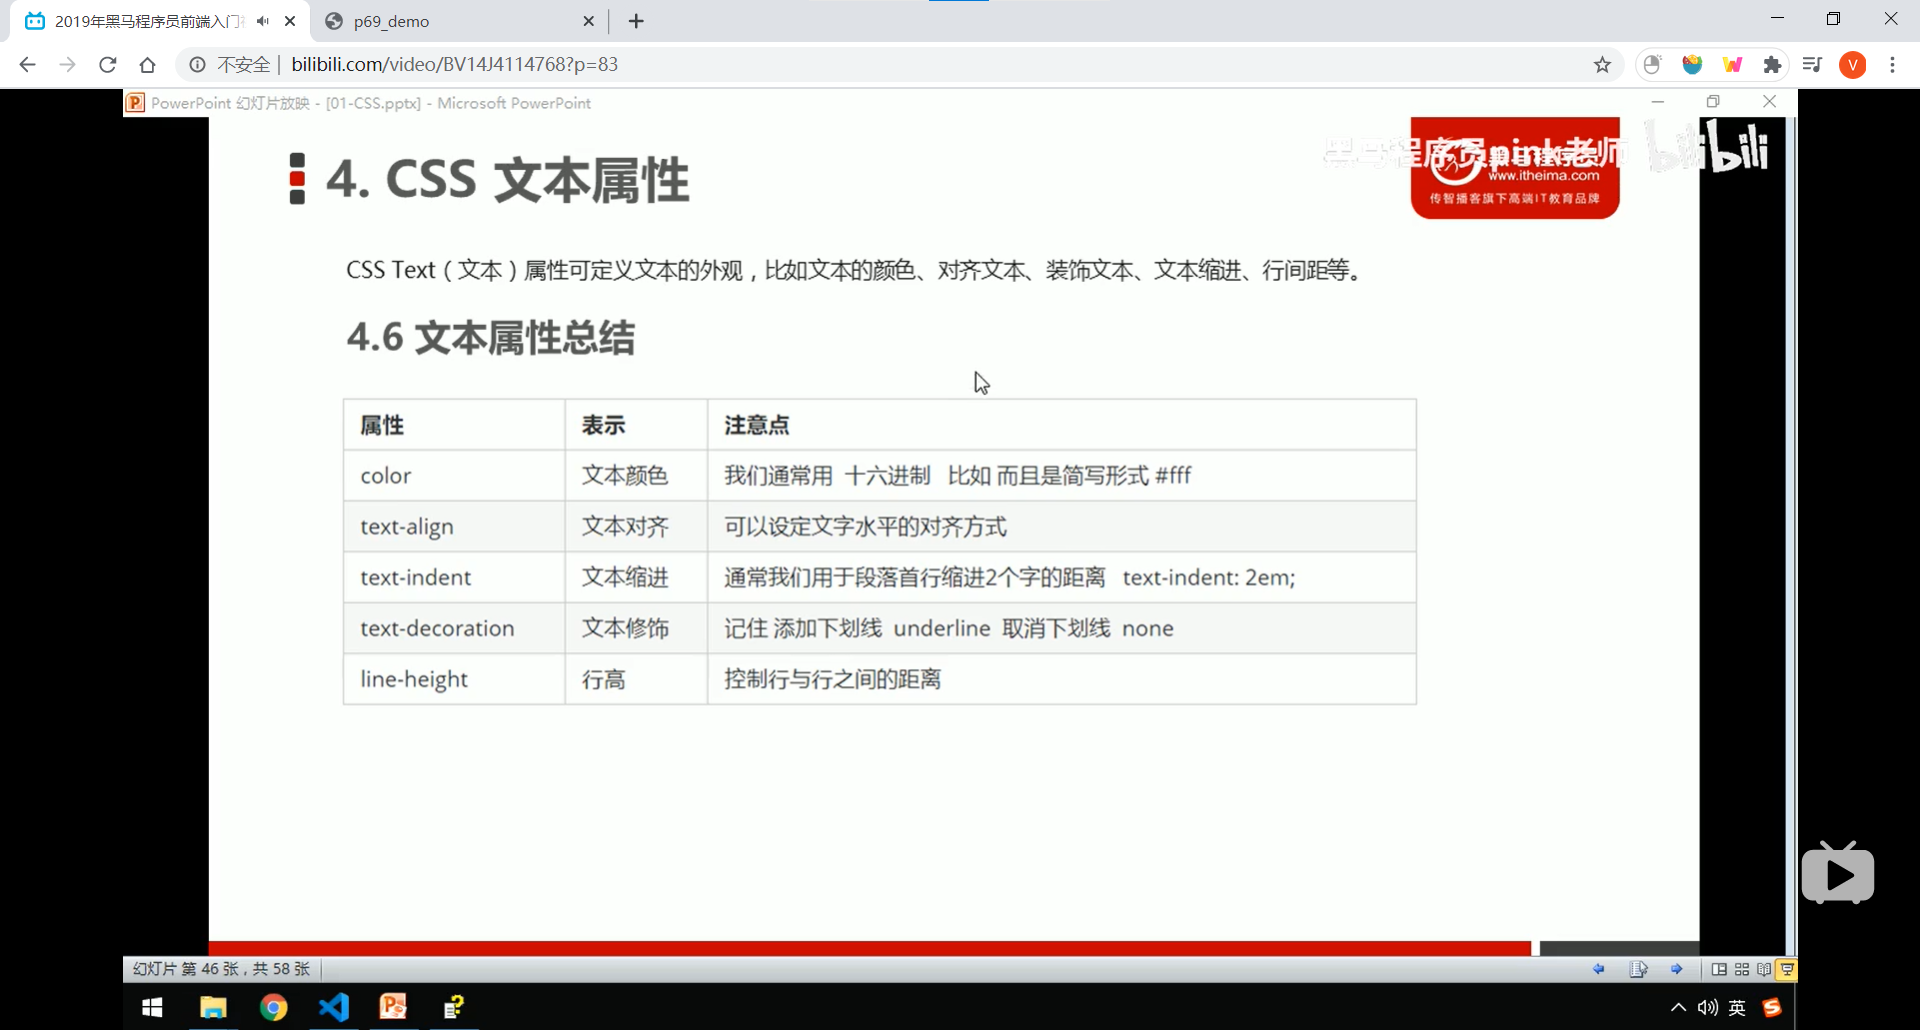 2019年黑马程序员前端入门
p69_demo
不安全 | bilibili.com/video/BV14J4114768?p=83
V
PowerPoint 幻灯片放映 - [01-CSS.pptx] - Microsoft PowerPoint
4. CSS 文本属性
黑马程序员pink老师
bilibili
www.itheima.com
传智播客旗下高端IT教育品牌
CSS Text（文本）属性可定义文本的外观，比如文本的颜色、对齐文本、装饰文本、文本缩进、行间距等。
4.6 文本属性总结
属性 表示 注意点
color 文本颜色 我们通常用 十六进制 比如 而且是简写形式 #fff
text-align 文本对齐 可以设定文字水平的对齐方式
text-indent 文本缩进 通常我们用于段落首行缩进2个字的距离 text-indent: 2em;
text-decoration 文本修饰 记住 添加下划线 underline 取消下划线 none
line-height 行高 控制行与行之间的距离
幻灯片 第 46 张，共 58 张
英